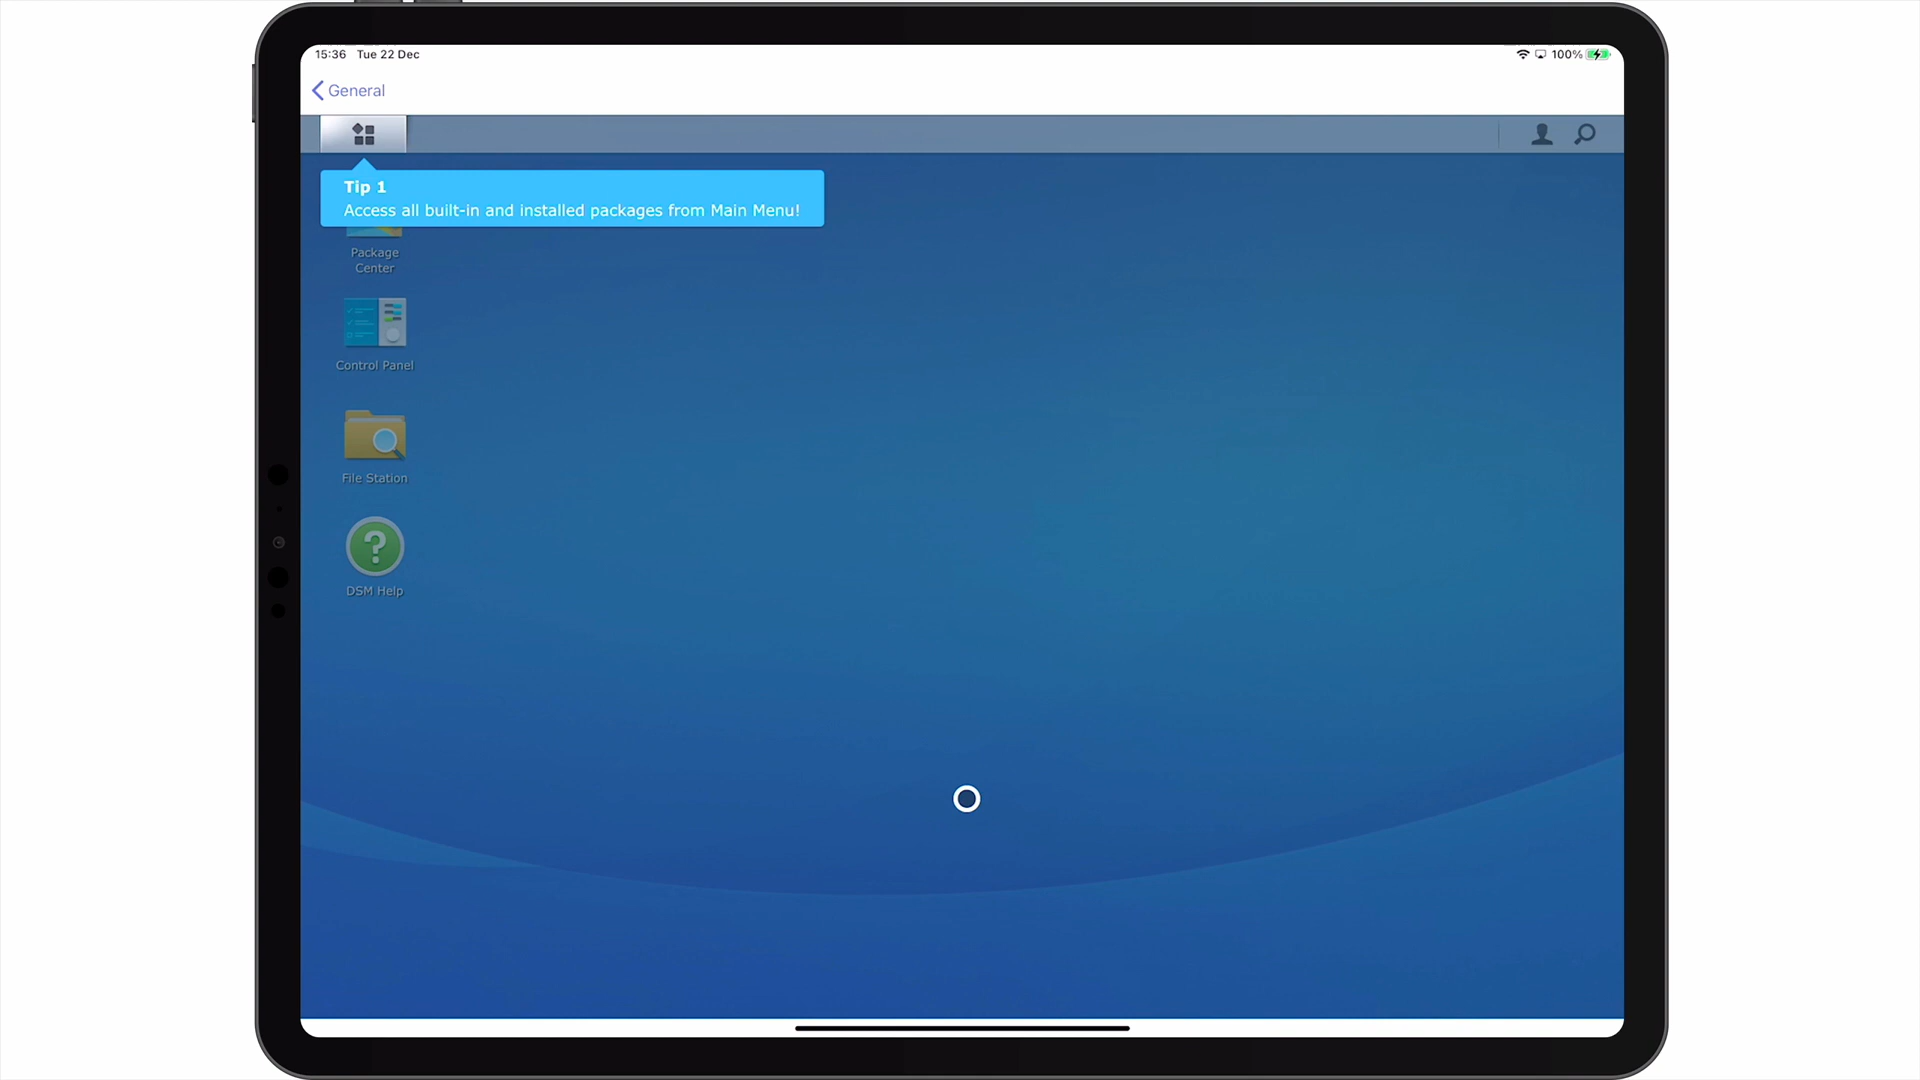 15:36 Tue 22 Dec
100%
General
Tip 1
Access all built-in and installed packages from Main Menu!
Package
Center
Control Panel
File Station
DSM Help